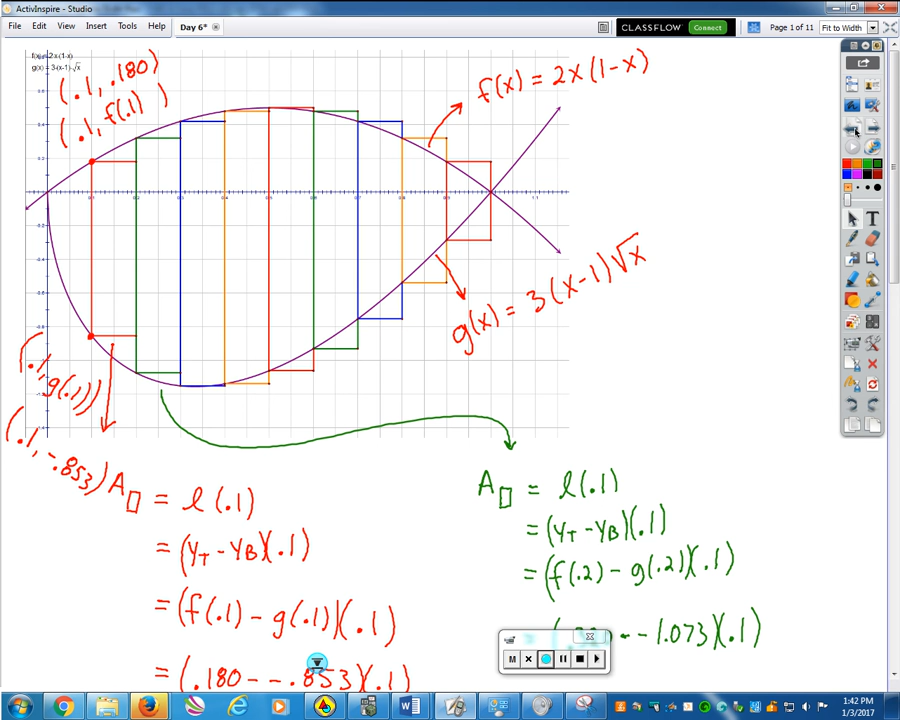 ActivInspire - Studio
File Edit View Insert Tools Help
Day 6*
CLASSFLOW Connect
Page 1 of 11
Fit to Width
f(x) = 2·x·(1-x)
g(x) = 3·(x-1)·√x
(.1, .180)
(.1, f(.1))
f(x) = 2x(1-x)
g(x) = 3(x-1)√x
(.1, g(.1))
(.1, -.853)
A▯ = l(.1)
= (YT - YB)(.1)
= (f(.1) - g(.1))(.1)
= (.180 - -.853)(.1)
A▯ = l(.1)
= (YT - YB)(.1)
= (f(.2) - g(.2))(.1)
- -1.073)(.1)
1:42 PM
1/3/2017